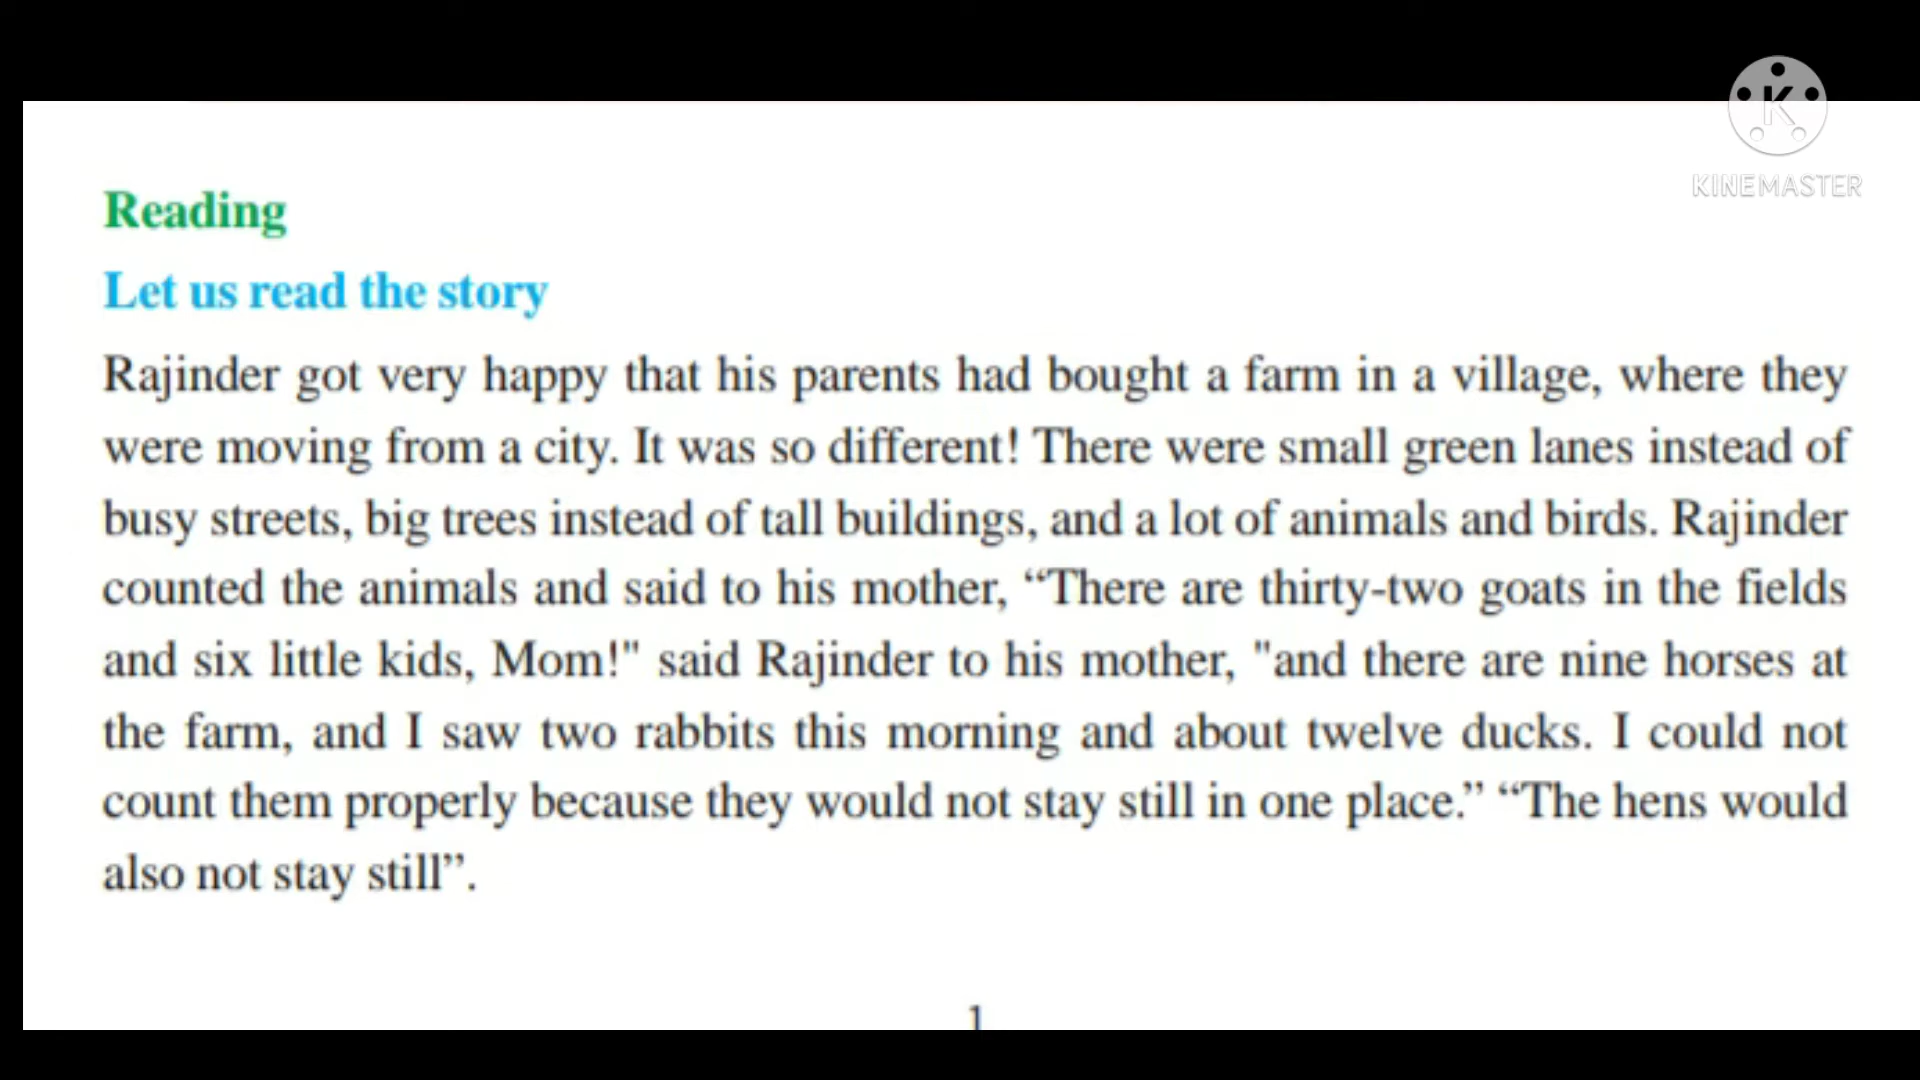 KINEMASTER
Reading
Let us read the story
Rajinder got very happy that his parents had bought a farm in a village, where they
were moving from a city. It was so different! There were small green lanes instead of
busy streets, big trees instead of tall buildings, and a lot of animals and birds. Rajinder
counted the animals and said to his mother, “There are thirty-two goats in the fields
and six little kids, Mom!" said Rajinder to his mother, "and there are nine horses at
the farm, and I saw two rabbits this morning and about twelve ducks. I could not
count them properly because they would not stay still in one place.” “The hens would
also not stay still”.
1